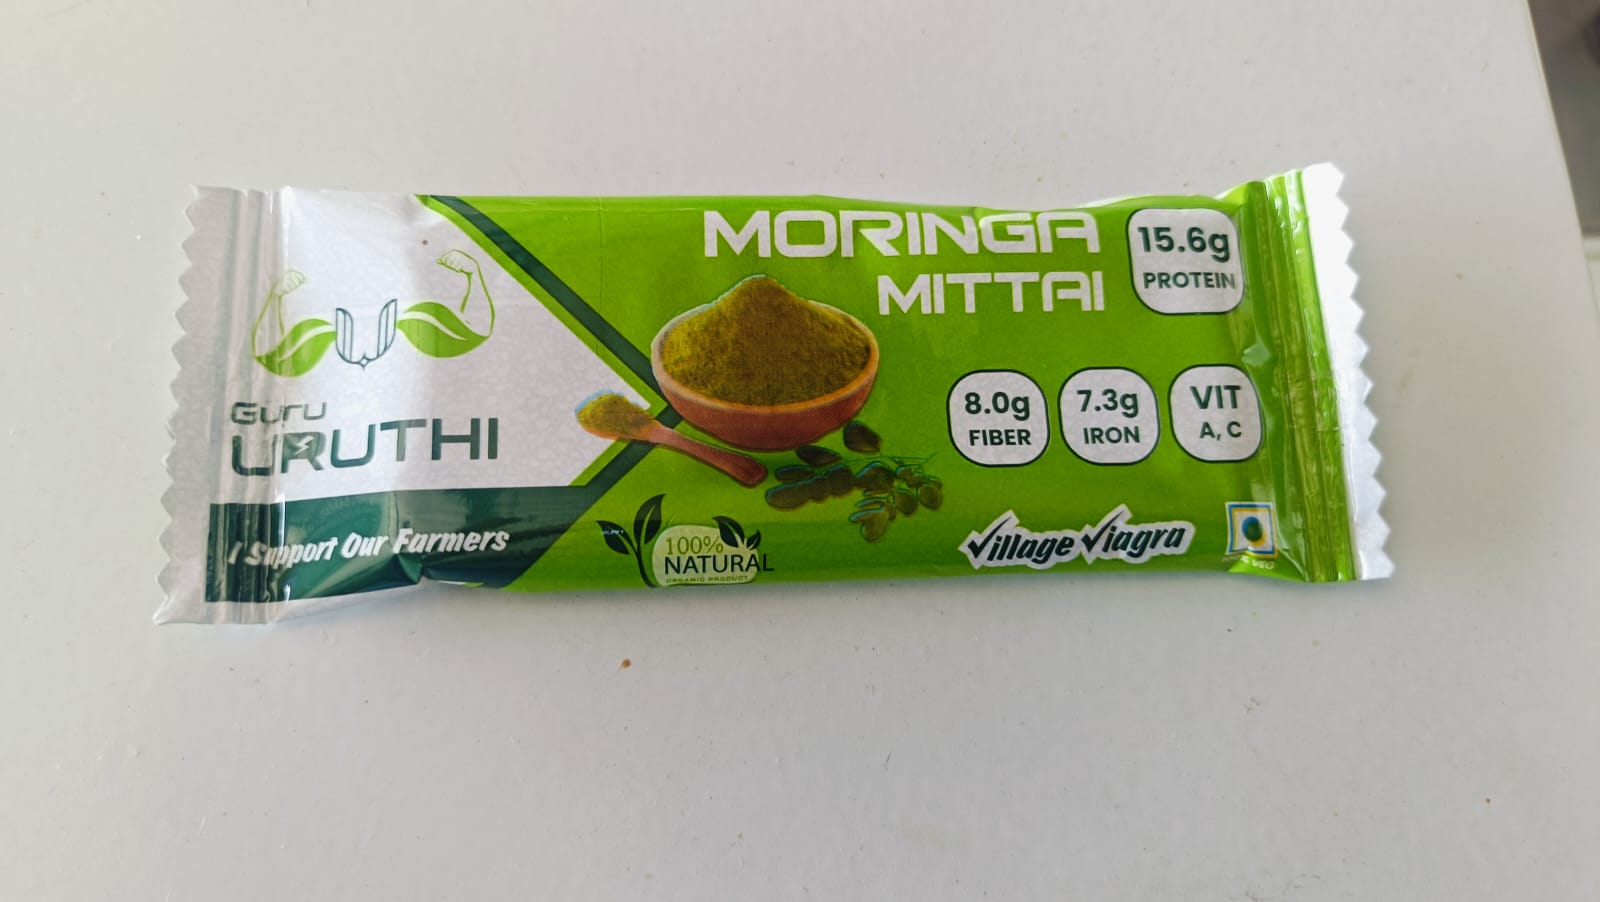 GURU
URUTHI
I Support Our Farmers
MORINGA
MITTAI
15.6g
PROTEIN
8.0g
FIBER
7.3g
IRON
VIT
A, C
100%
NATURAL
ORGANIC PRODUCT
Village Viagra